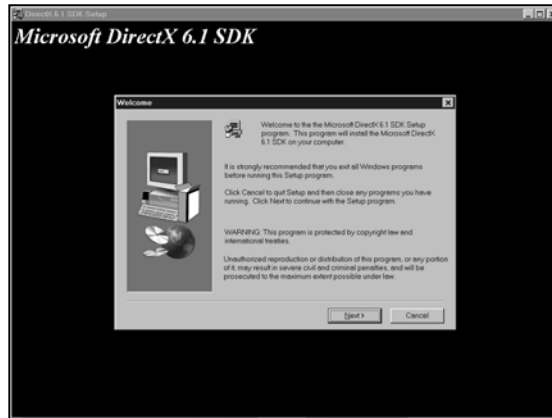 DirectX 6.1 SDK Setup
Microsoft DirectX 6.1 SDK
Welcome
Welcome to the the Microsoft DirectX 6.1 SDK Setup
program. This program will install the Microsoft DirectX
6.1 SDK on your computer.
It is strongly recommended that you exit all Windows programs
before running this Setup program.
Click Cancel to quit Setup and then close any programs you have
running. Click Next to continue with the Setup program.
WARNING: This program is protected by copyright law and
international treaties.
Unauthorized reproduction or distribution of this program, or any portion
of it, may result in severe civil and criminal penalties, and will be
prosecuted to the maximum extent possible under law.
Next >
Cancel